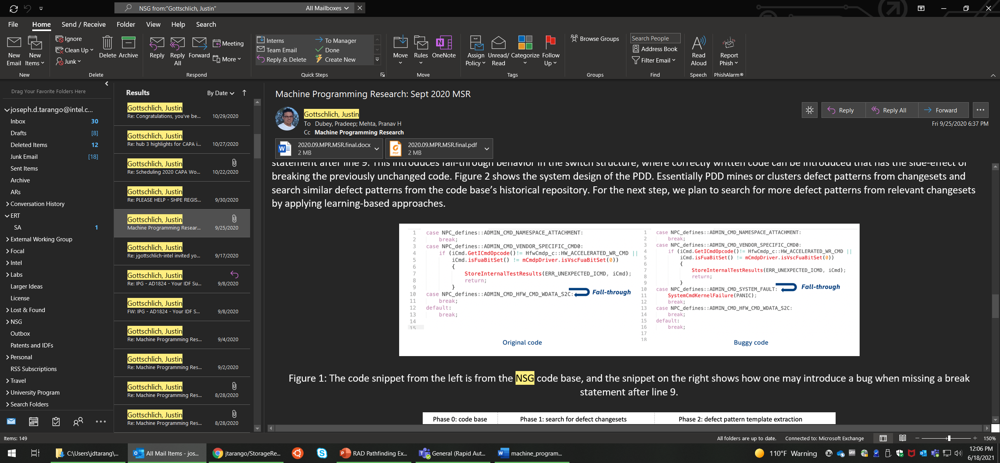 NSG from:"Gottschlich, Justin"
All Mailboxes
File
Home
Send / Receive
Folder
View
Help
Search
New Email
New Items
New
Ignore
Clean Up
Junk
Delete
Archive
Delete
Reply
Reply All
Forward
Meeting
More
Respond
Interns
To Manager
Team Email
Done
Reply & Delete
Create New
Quick Steps
Move
Rules
OneNote
Move
Assign Policy
Unread/ Read
Categorize
Follow Up
Tags
Browse Groups
Groups
Search People
Address Book
Filter Email
Find
Read Aloud
Speech
Report Phish
PhishAlarm®
Drag Your Favorite Folders Here
joseph.d.tarango@intel.c...
Inbox 30
Drafts [8]
Deleted Items 12
Junk Email [18]
Sent Items
Archive
ARs
Conversation History
ERT
SA 1
External Working Group
Focal
Intel
Labs
Larger Ideas
License
Lost & Found
NSG
Outbox
Patents and IDFs
Personal
RSS Subscriptions
Travel
University Program
Search Folders
Results
By Date
Gottschlich, Justin
Re: Congratulations, you've be... 10/29/2020
Gottschlich, Justin
Re: hub 3 highlights for CAPA i... 10/27/2020
Gottschlich, Justin
Re: Scheduling 2020 CAPA Wo... 10/22/2020
Gottschlich, Justin
Re: PLEASE HELP - SHPE REGIS... 9/30/2020
Gottschlich, Justin
Machine Programming Resear... 9/25/2020
Gottschlich, Justin
Re: jgottschlich-intel invited yo... 9/17/2020
Gottschlich, Justin
Re: IPG - AD1824 - Your IDF Su... 9/8/2020
Gottschlich, Justin
FW: IPG - AD1824 - Your IDF S... 9/8/2020
Gottschlich, Justin
Re: Machine Programming Res... 9/4/2020
Gottschlich, Justin
Re: Machine Programming Res... 9/2/2020
Gottschlich, Justin
Re: Machine Programming Res... 8/28/2020
Gottschlich, Justin
Re: Machine Programming Res... 8/28/2020
Machine Programming Research: Sept 2020 MSR
Gottschlich, Justin
To Dubey, Pradeep; Mehta, Pranav H
Cc Machine Programming Research
Reply
Reply All
Forward
Fri 9/25/2020 6:37 PM
2020.09.MPR.MSR.final.docx
2 MB
PDF
2020.09.MPR.MSR.final.pdf
2 MB
statement after line 9. This introduces fall-through behavior in the switch structure, where correctly written code can be introduced that has the side-effect of
breaking the previously unchanged code. Figure 2 shows the system design of the PDD. Essentially PDD mines or clusters defect patterns from changesets and
search similar defect patterns from the code base's historical repository. For the next step, we plan to search for more defect patterns from relevant changesets
by applying learning-based approaches.
1 case NPC_defines::ADMIN_CMD_NAMESPACE_ATTACHMENT:
2 break;
3 case NPC_defines::ADMIN_CMD_VENDOR_SPECIFIC_CMD0:
4 if (iCmd.GetICmdOpcode()!= HfwCmdp_c::HW_ACCELERATED_WR_CMD ||
5 iCmd.isFuaBitSet() != mCmdpDriver.isVscFuaBitSet(0))
6 {
7 StoreInternalTestResults(ERR_UNEXPECTED_ICMD, iCmd);
8 return;
9 }
10 case NPC_defines::ADMIN_CMD_HFW_CMD_WDATA_S2C: Fall-through
11 break;
12 default:
13 break;
14
15
Original code
1 case NPC_defines::ADMIN_CMD_NAMESPACE_ATTACHMENT:
2 break;
3 case NPC_defines::ADMIN_CMD_VENDOR_SPECIFIC_CMD0:
4 if (iCmd.GetICmdOpcode()!= HfwCmdp_c::HW_ACCELERATED_WR_CMD ||
5 iCmd.isFuaBitSet() != mCmdpDriver.isVscFuaBitSet(0))
6 {
7 StoreInternalTestResults(ERR_UNEXPECTED_ICMD, iCmd);
8 return;
9 }
10 case NPC_defines::ADMIN_CMD_SYSTEM_FAULT: Fall-through
11 SystemCmdKernelFailure(PANIC);
12 break;
13 case NPC_defines::ADMIN_CMD_HFW_CMD_WDATA_S2C:
14 break;
15 default:
16 break;
17
18
Buggy code
Figure 1: The code snippet from the left is from the NSG code base, and the snippet on the right shows how one may introduce a bug when missing a break
statement after line 9.
Phase 0: code base
Phase 1: search for defect changesets
Phase 2: defect pattern template extraction
Items: 149
All folders are up to date.
Connected to: Microsoft Exchange
150%
C:\Users\jdtarang\...
All Mail Items - jos...
jtarango/StorageRe...
RAD Pathfinding Ex...
General (Rapid Aut...
machine_program...
110°F Warning
12:06 PM
6/18/2021